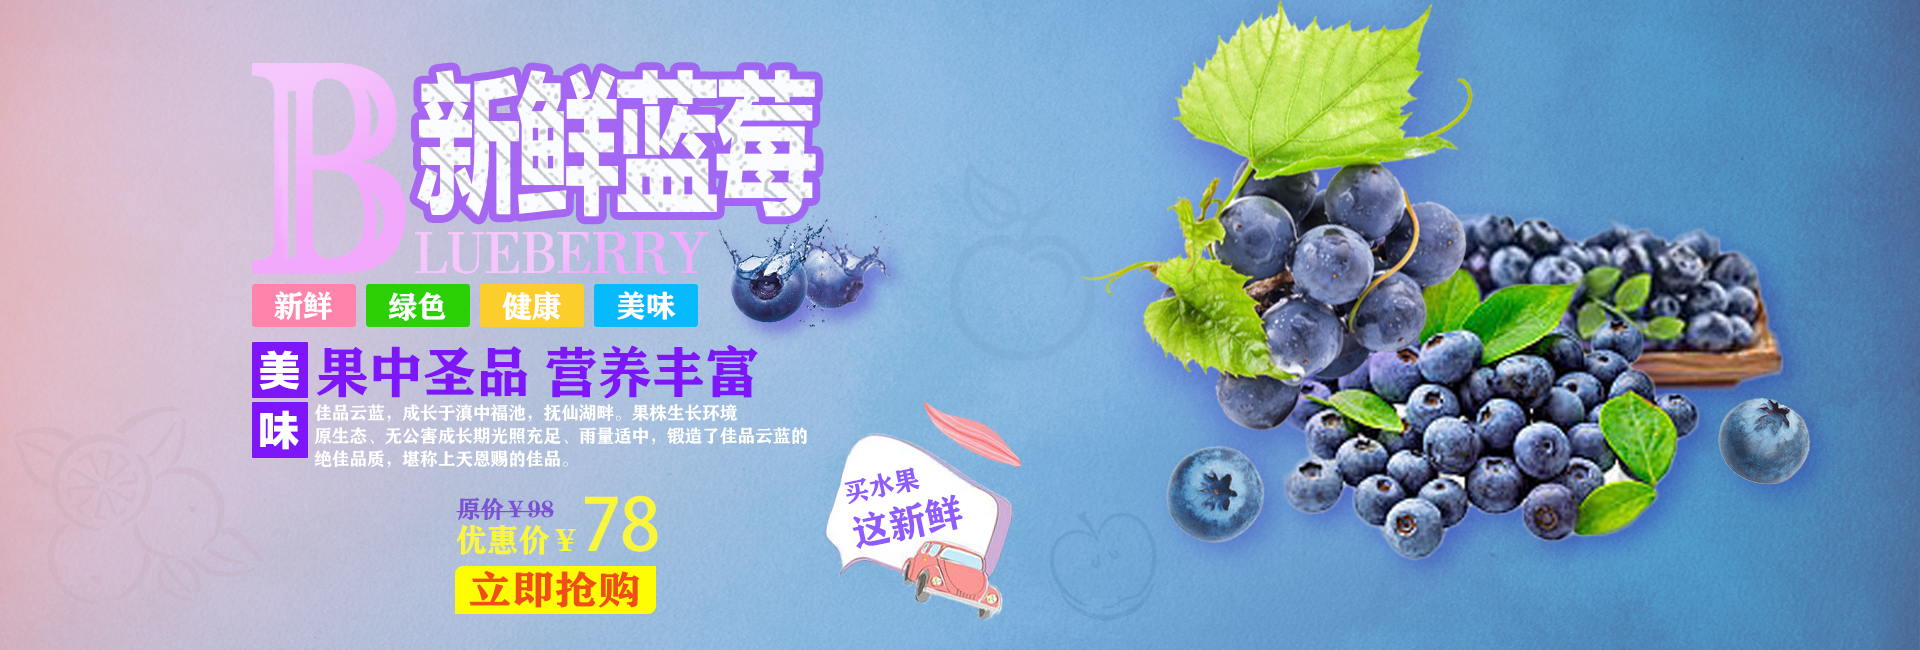 新鲜蓝莓
BLUEBERRY
新鲜 绿色 健康 美味
美味
果中圣品 营养丰富
佳品云蓝，成长于滇中福池，抚仙湖畔。果株生长环境
原生态、无公害成长期光照充足、雨量适中，锻造了佳品云蓝的
绝佳品质，堪称上天恩赐的佳品。
原价￥98
优惠价￥78
立即抢购
买水果
这新鲜